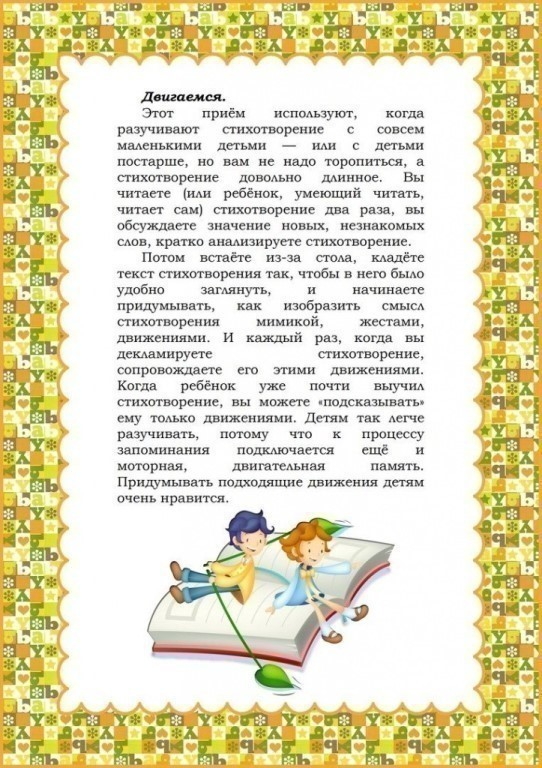 Двигаемся.
Этот приём используют, когда
разучивают стихотворение с совсем
маленькими детьми — или с детьми
постарше, но вам не надо торопиться, а
стихотворение довольно длинное. Вы
читаете (или ребёнок, умеющий читать,
читает сам) стихотворение два раза, вы
обсуждаете значение новых, незнакомых
слов, кратко анализируете стихотворение.
Потом встаёте из-за стола, кладёте
текст стихотворения так, чтобы в него было
удобно заглянуть, и начинаете
придумывать, как изобразить смысл
стихотворения мимикой, жестами,
движениями. И каждый раз, когда вы
декламируете стихотворение,
сопровождаете его этими движениями.
Когда ребёнок уже почти выучил
стихотворение, вы можете «подсказывать»
ему только движениями. Детям так легче
разучивать, потому что к процессу
запоминания подключается ещё и
моторная, двигательная память.
Придумывать подходящие движения детям
очень нравится.